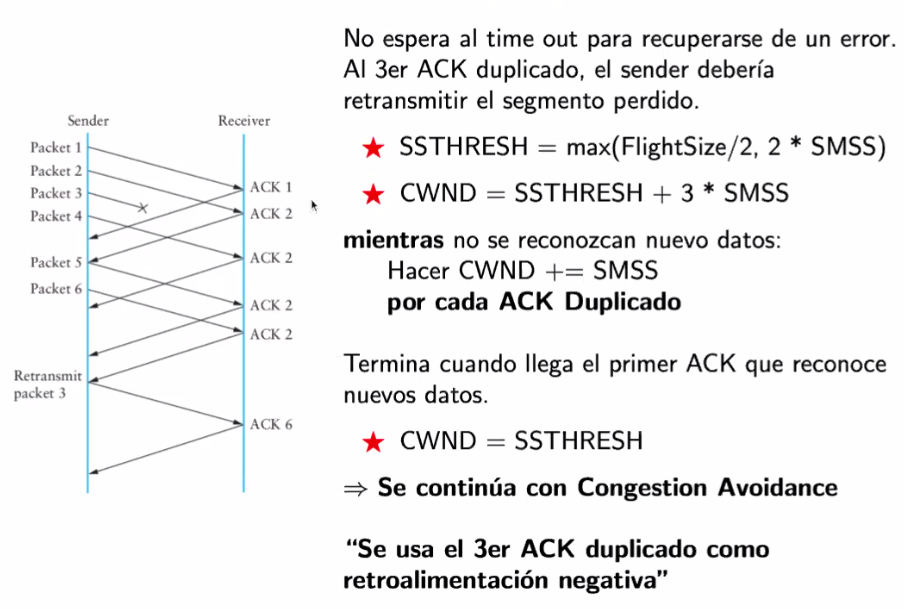 Sender
Receiver
Packet 1
Packet 2
Packet 3
Packet 4
Packet 5
Packet 6
Retransmit
packet 3
ACK 1
ACK 2
ACK 2
ACK 2
ACK 2
ACK 6
No espera al time out para recuperarse de un error.
Al 3er ACK duplicado, el sender debería
retransmitir el segmento perdido.
★ SSTHRESH = max(FlightSize/2, 2 * SMSS)
★ CWND = SSTHRESH + 3 * SMSS
mientras no se reconozcan nuevo datos:
Hacer CWND += SMSS
por cada ACK Duplicado
Termina cuando llega el primer ACK que reconoce
nuevos datos.
★ CWND = SSTHRESH
⇒ Se continúa con Congestion Avoidance
“Se usa el 3er ACK duplicado como
retroalimentación negativa”